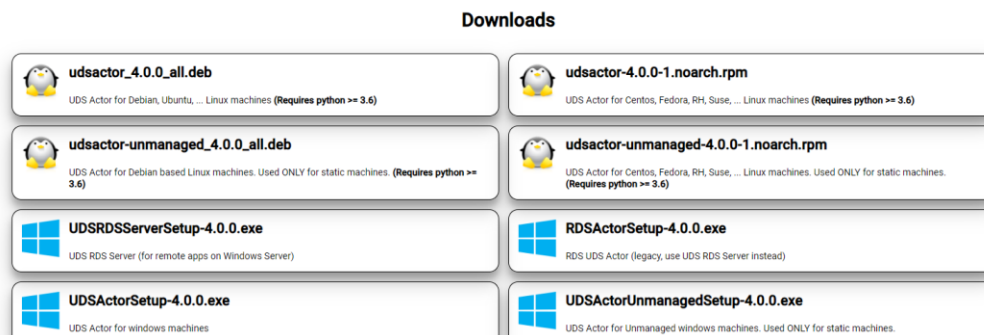 Downloads
udsactor_4.0.0_all.deb
UDS Actor for Debian, Ubuntu, ... Linux machines (Requires python >= 3.6)
udsactor-4.0.0-1.noarch.rpm
UDS Actor for Centos, Fedora, RH, Suse, ... Linux machines (Requires python >= 3.6)
udsactor-unmanaged_4.0.0_all.deb
UDS Actor for Debian based Linux machines. Used ONLY for static machines. (Requires python >=
3.6)
udsactor-unmanaged-4.0.0-1.noarch.rpm
UDS Actor for Centos, Fedora, RH, Suse, ... Linux machines. Used ONLY for static machines.
(Requires python >= 3.6)
UDSRDSServerSetup-4.0.0.exe
UDS RDS Server (for remote apps on Windows Server)
RDSActorSetup-4.0.0.exe
RDS UDS Actor (legacy, use UDS RDS Server instead)
UDSActorSetup-4.0.0.exe
UDS Actor for windows machines
UDSActorUnmanagedSetup-4.0.0.exe
UDS Actor for Unmanaged windows machines. Used ONLY for static machines.